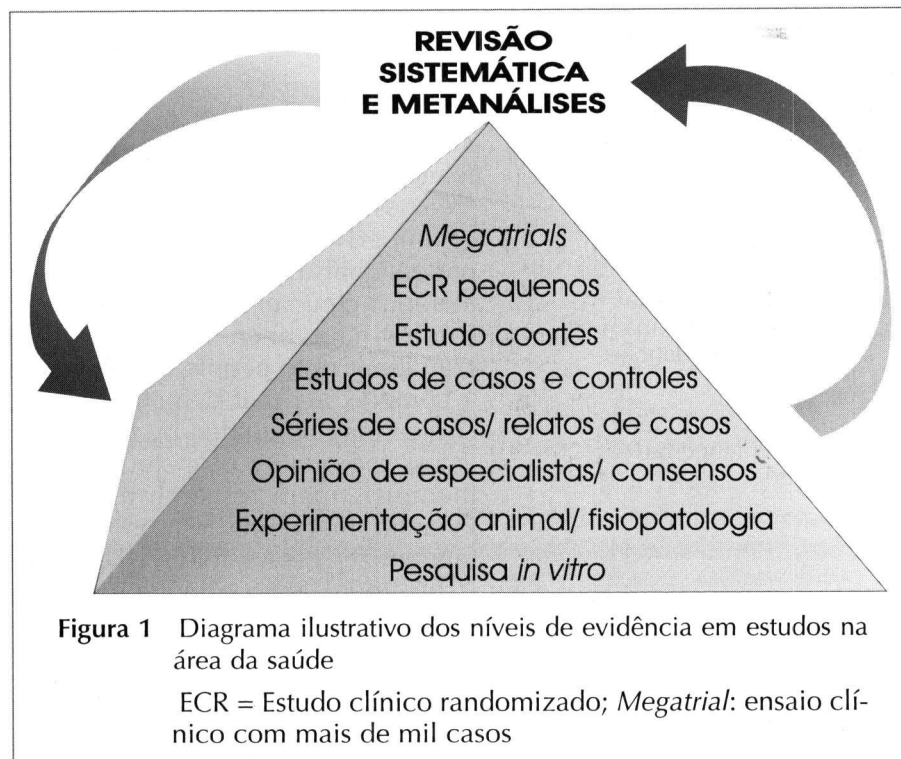 REVISÃO
SISTEMÁTICA
E METANÁLISES
Megatrials
ECR pequenos
Estudo coortes
Estudos de casos e controles
Séries de casos/ relatos de casos
Opinião de especialistas/ consensos
Experimentação animal/ fisiopatologia
Pesquisa in vitro
Figura 1 Diagrama ilustrativo dos níveis de evidência em estudos na
área da saúde
ECR = Estudo clínico randomizado; Megatrial: ensaio clí-
nico com mais de mil casos